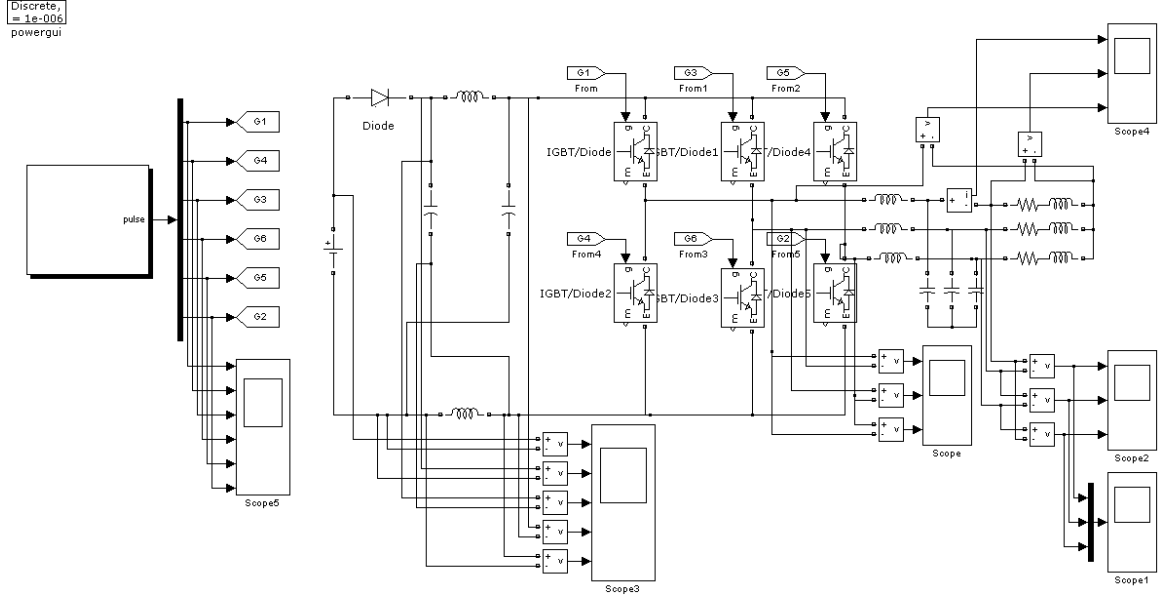 Discrete,
= 1e-006
powergui
pulse
G1
G4
G3
G6
G5
G2
Scope5
Diode
G1
From
G3
From1
G5
From2
IGBT/Diode
GBT/Diode1
T/Diode4
G4
From4
G6
From3
G2
From5
IGBT/Diode2
GBT/Diode3
T/Diode5
g
C
m
E
g
C
m
E
g
C
m
E
g
C
m
E
g
C
m
E
g
C
m
E
+
+ - v
+ - v
+ i -
Scope4
+ - v
+ - v
+ - v
Scope
+ - v
+ - v
+ - v
Scope2
Scope1
+ - v
+ - v
+ - v
+ - v
+ - v
Scope3